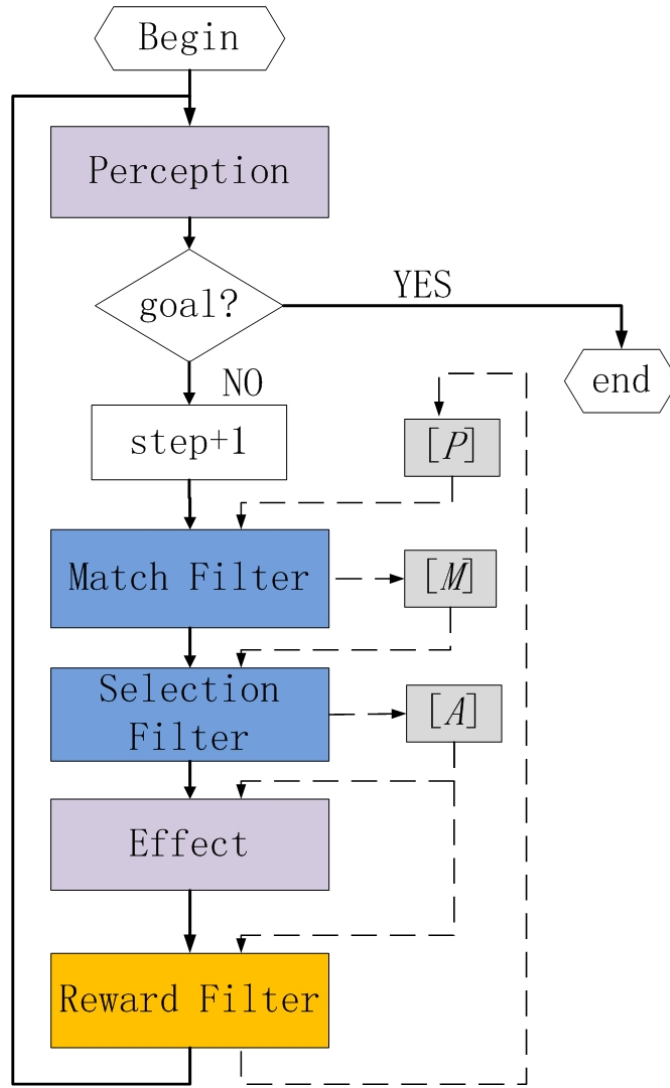 Begin
Perception
goal?
YES
end
NO
step+1
[P]
Match Filter
[M]
Selection
Filter
[A]
Effect
Reward Filter